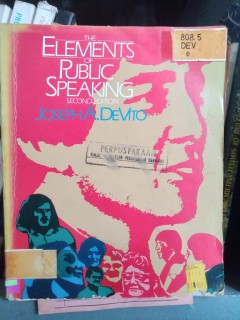 THE
ELEMENTS
OF
PUBLIC
SPEAKING
SECOND EDITION
JOSEPH A. DEVITO
808.5
DEV
PERPUSTAKAAN